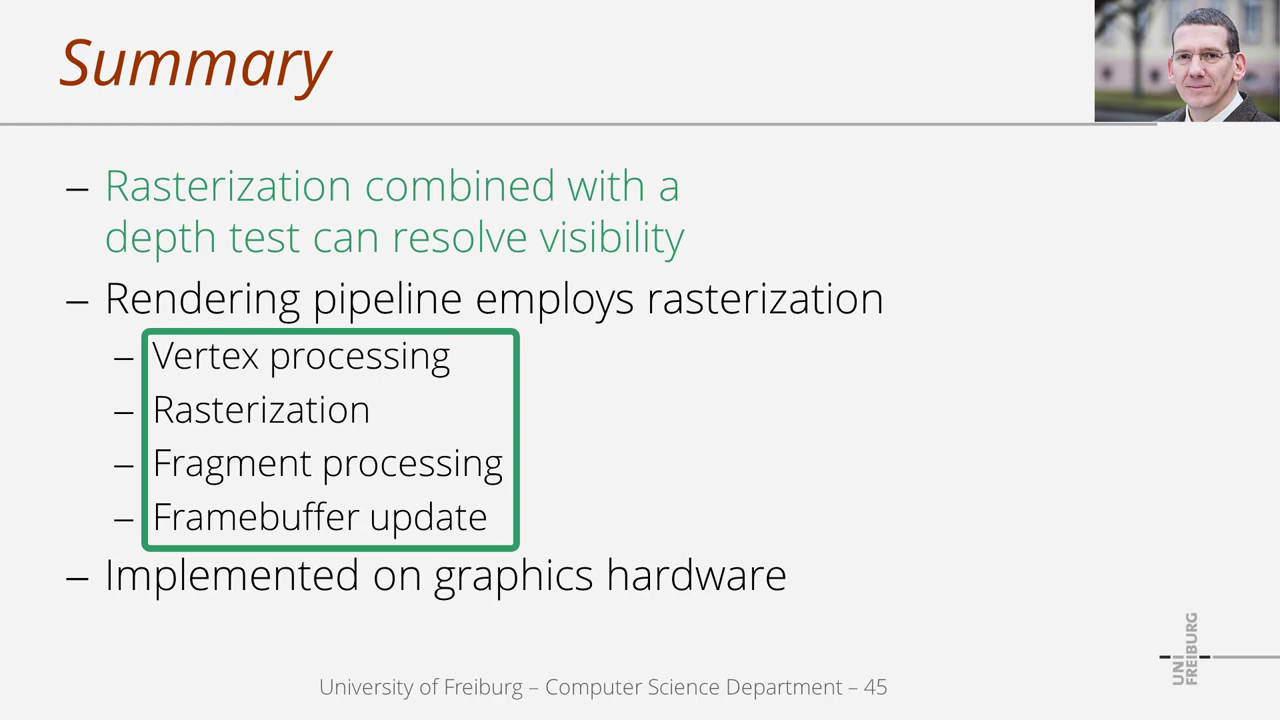 Summary
– Rasterization combined with a
depth test can resolve visibility
– Rendering pipeline employs rasterization
– Vertex processing
– Rasterization
– Fragment processing
– Framebuffer update
– Implemented on graphics hardware
UNI
FREIBURG
University of Freiburg – Computer Science Department – 45